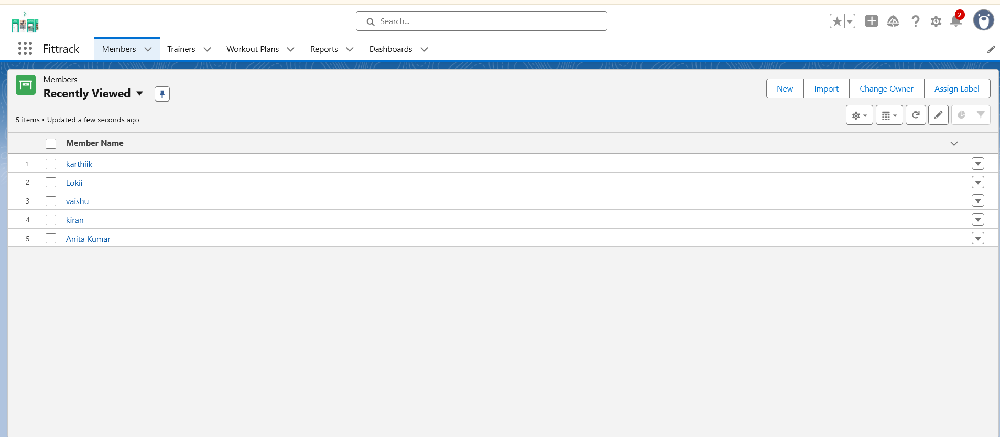 Search...
2
Fittrack
Members
Trainers
Workout Plans
Reports
Dashboards
Members
Recently Viewed
New
Import
Change Owner
Assign Label
5 items • Updated a few seconds ago
Member Name
1 karthiik
2 Lokii
3 vaishu
4 kiran
5 Anita Kumar